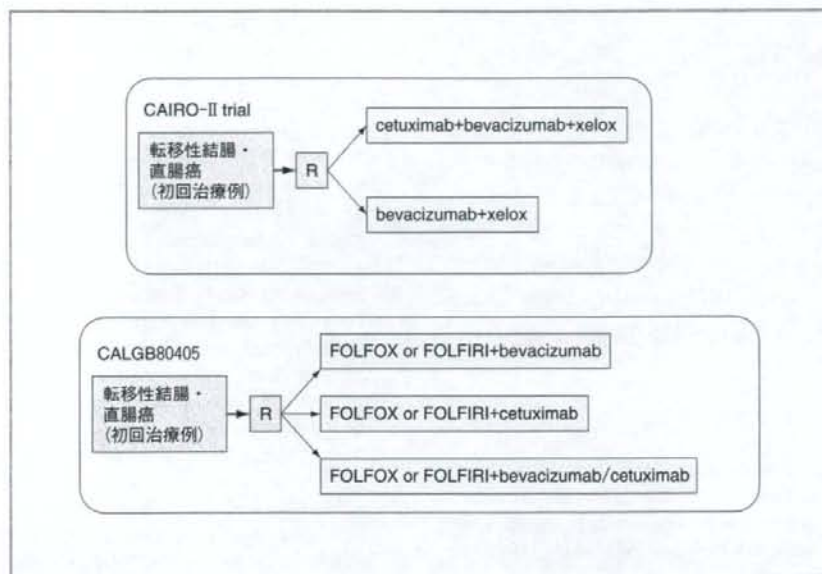 CAIRO-II trial
転移性結腸・
直腸癌
(初回治療例)
R
cetuximab+bevacizumab+xelox
bevacizumab+xelox
CALGB80405
転移性結腸・
直腸癌
(初回治療例)
R
FOLFOX or FOLFIRI+bevacizumab
FOLFOX or FOLFIRI+cetuximab
FOLFOX or FOLFIRI+bevacizumab/cetuximab